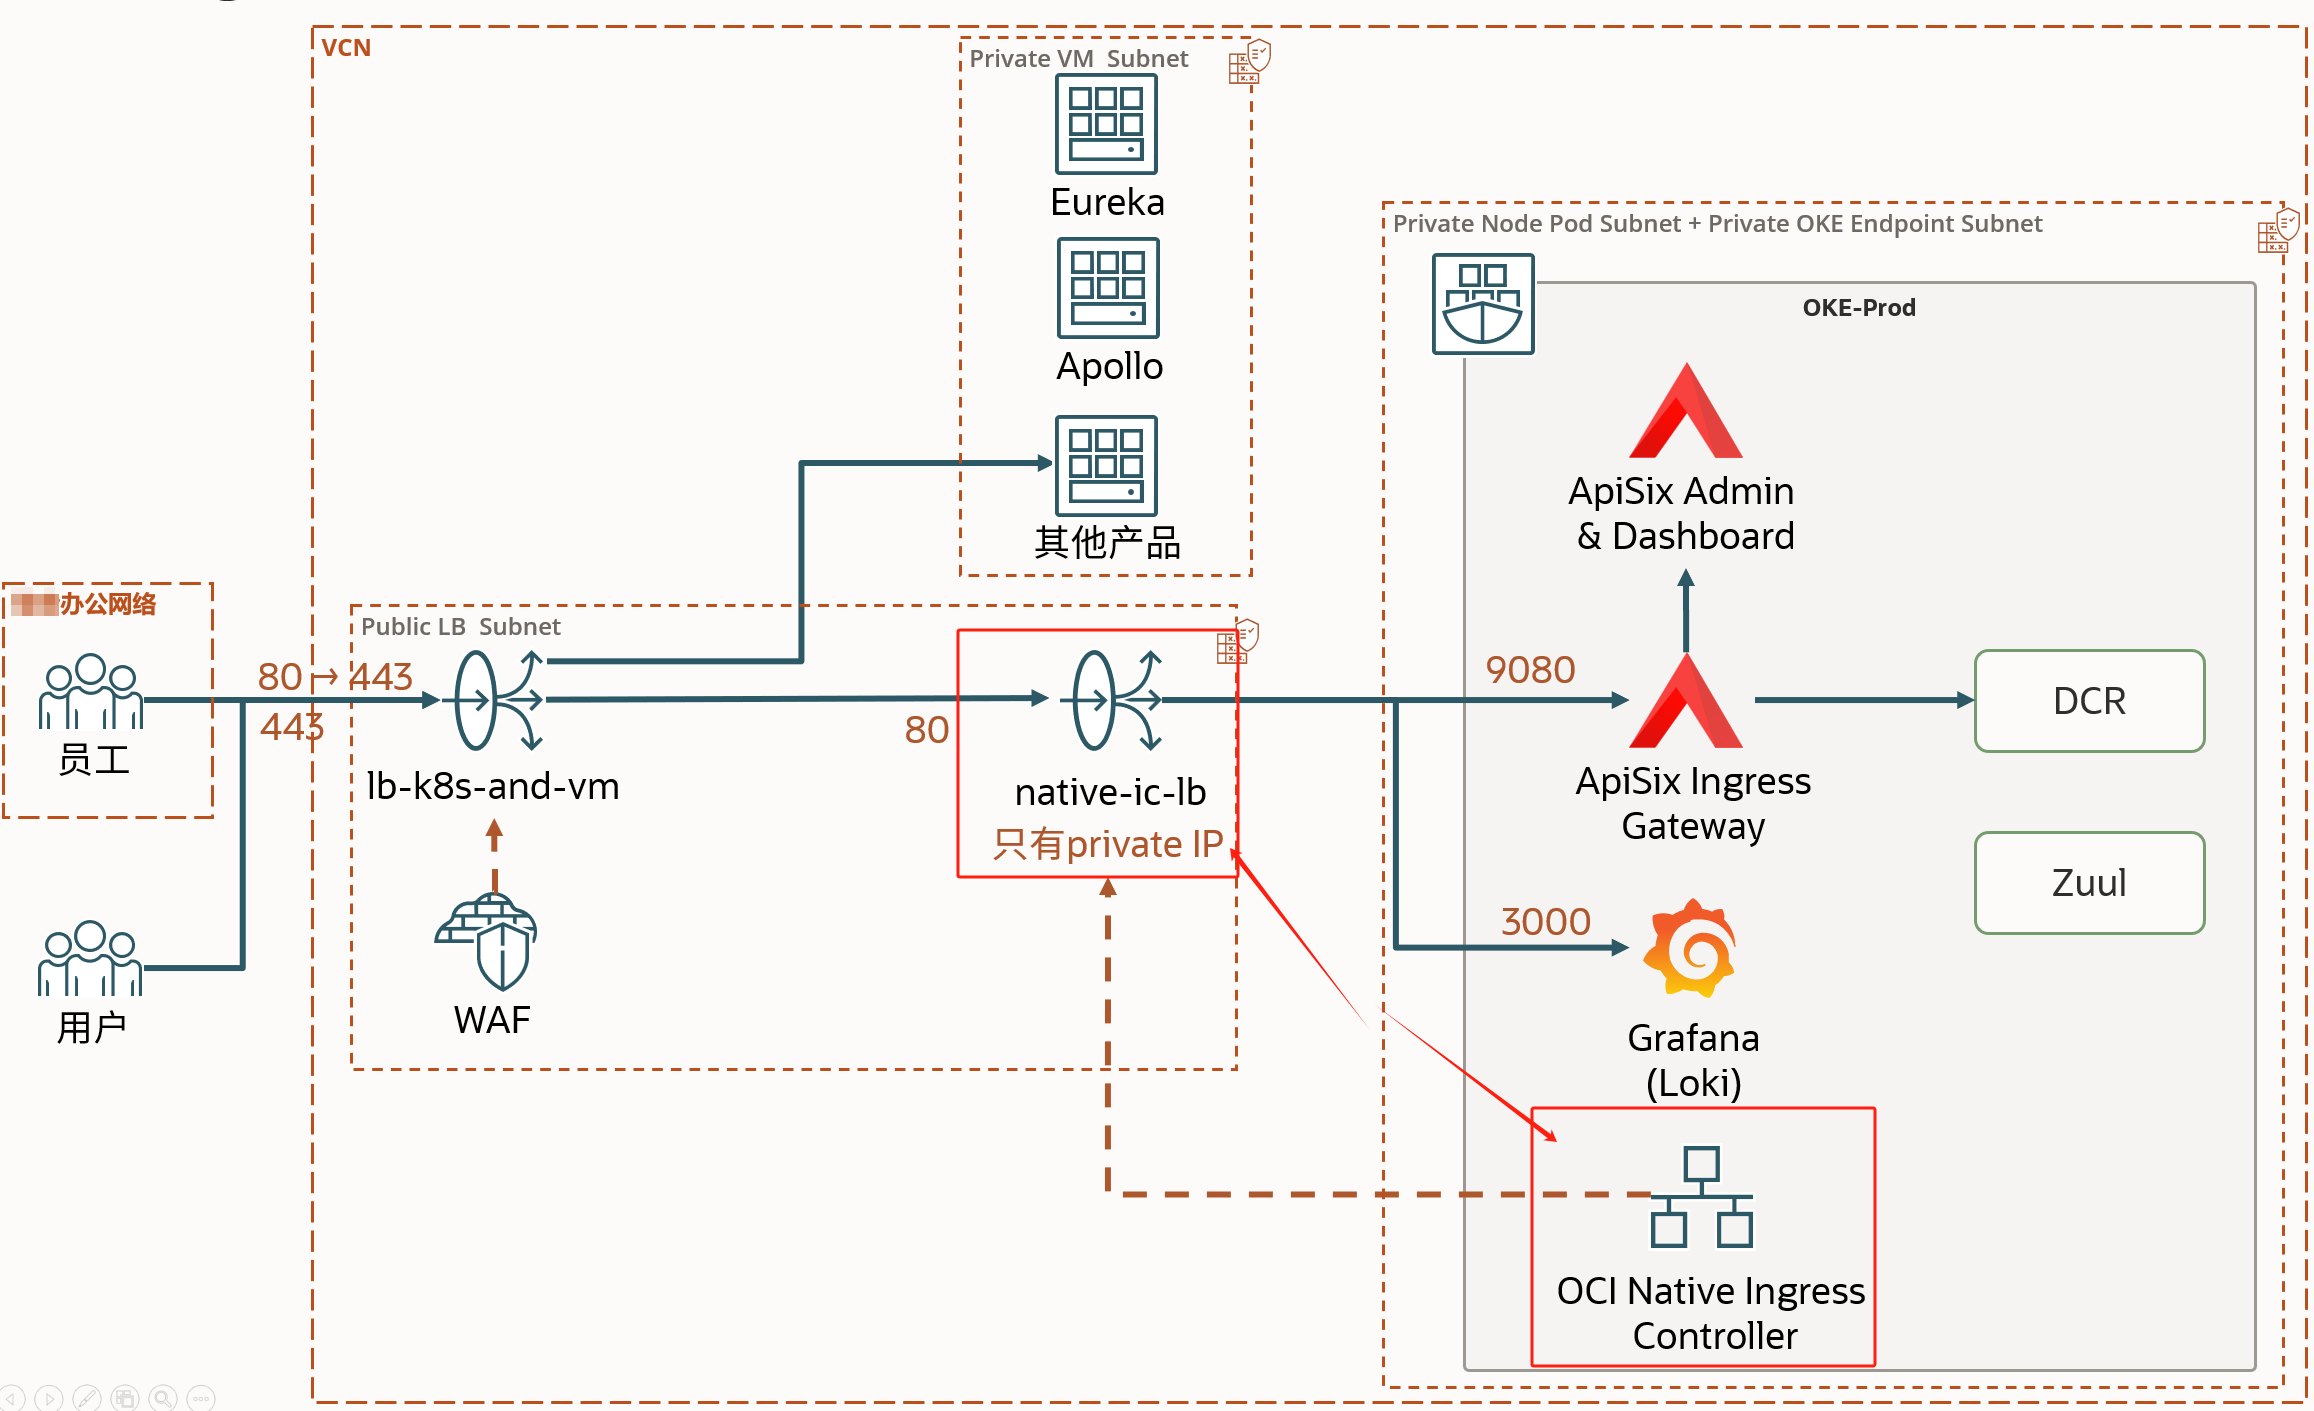 VCN
Private VM Subnet
Eureka
Apollo
其他产品
Private Node Pod Subnet + Private OKE Endpoint Subnet
OKE-Prod
ApiSix Admin
& Dashboard
办公网络
员工
用户
80→443
443
Public LB Subnet
lb-k8s-and-vm
WAF
80
native-ic-lb
只有private IP
9080
ApiSix Ingress
Gateway
DCR
Zuul
3000
Grafana
(Loki)
OCI Native Ingress
Controller